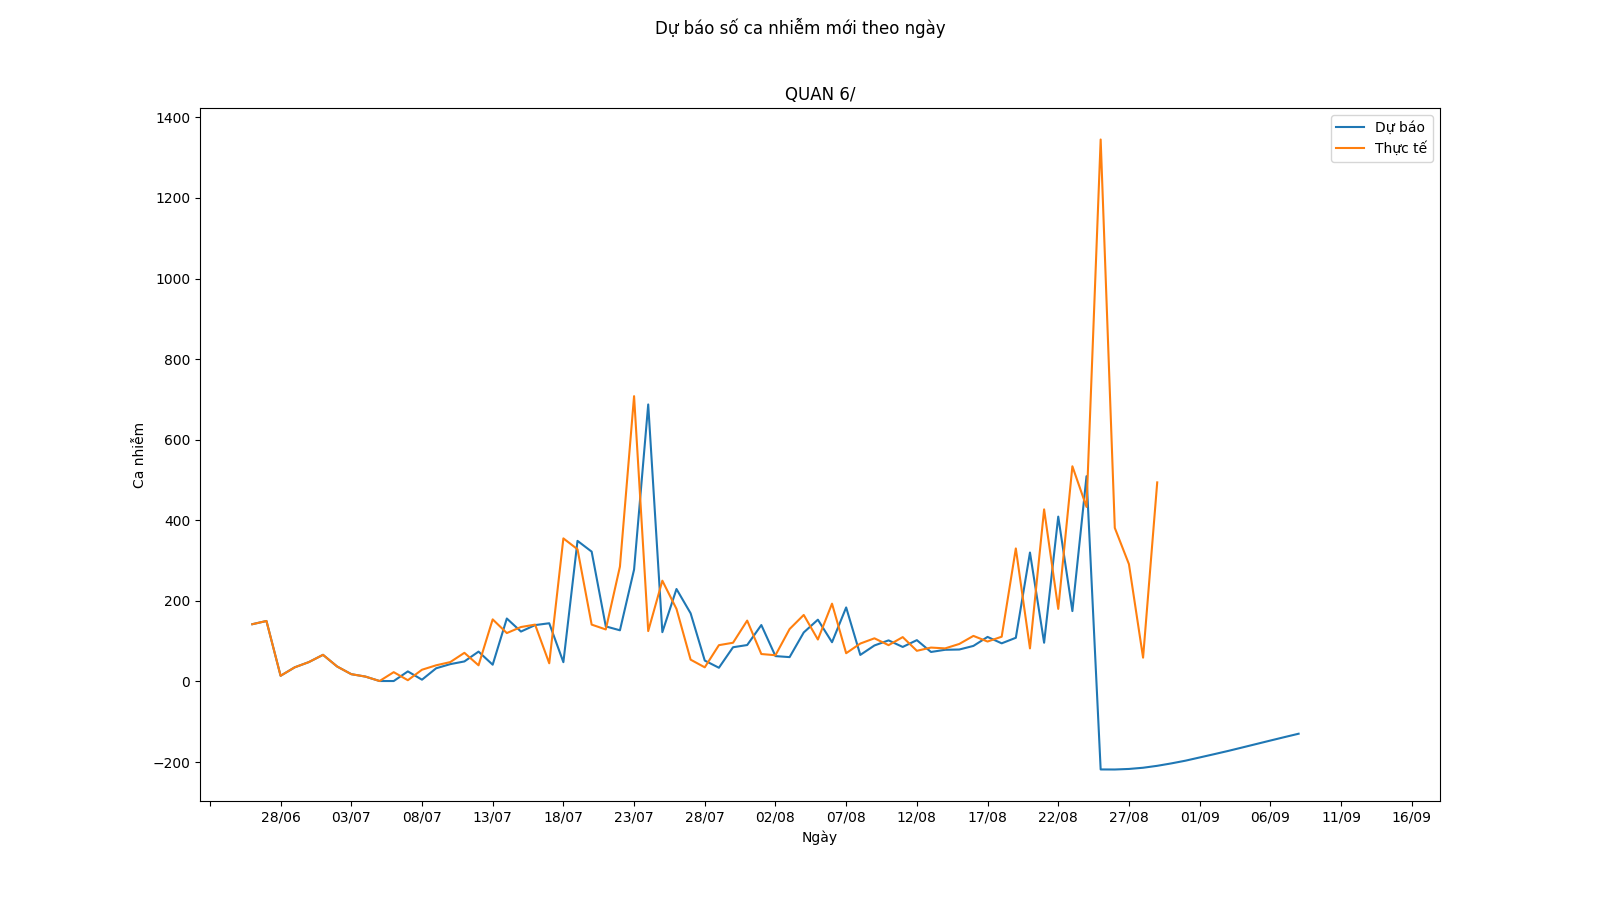 Dự báo số ca nhiễm mới theo ngày
QUAN 6/
Dự báo
Thực tế
Ca nhiễm
1400
1200
1000
800
600
400
200
0
−200
28/06 03/07 08/07 13/07 18/07 23/07 28/07 02/08 07/08 12/08 17/08 22/08 27/08 01/09 06/09 11/09 16/09
Ngày